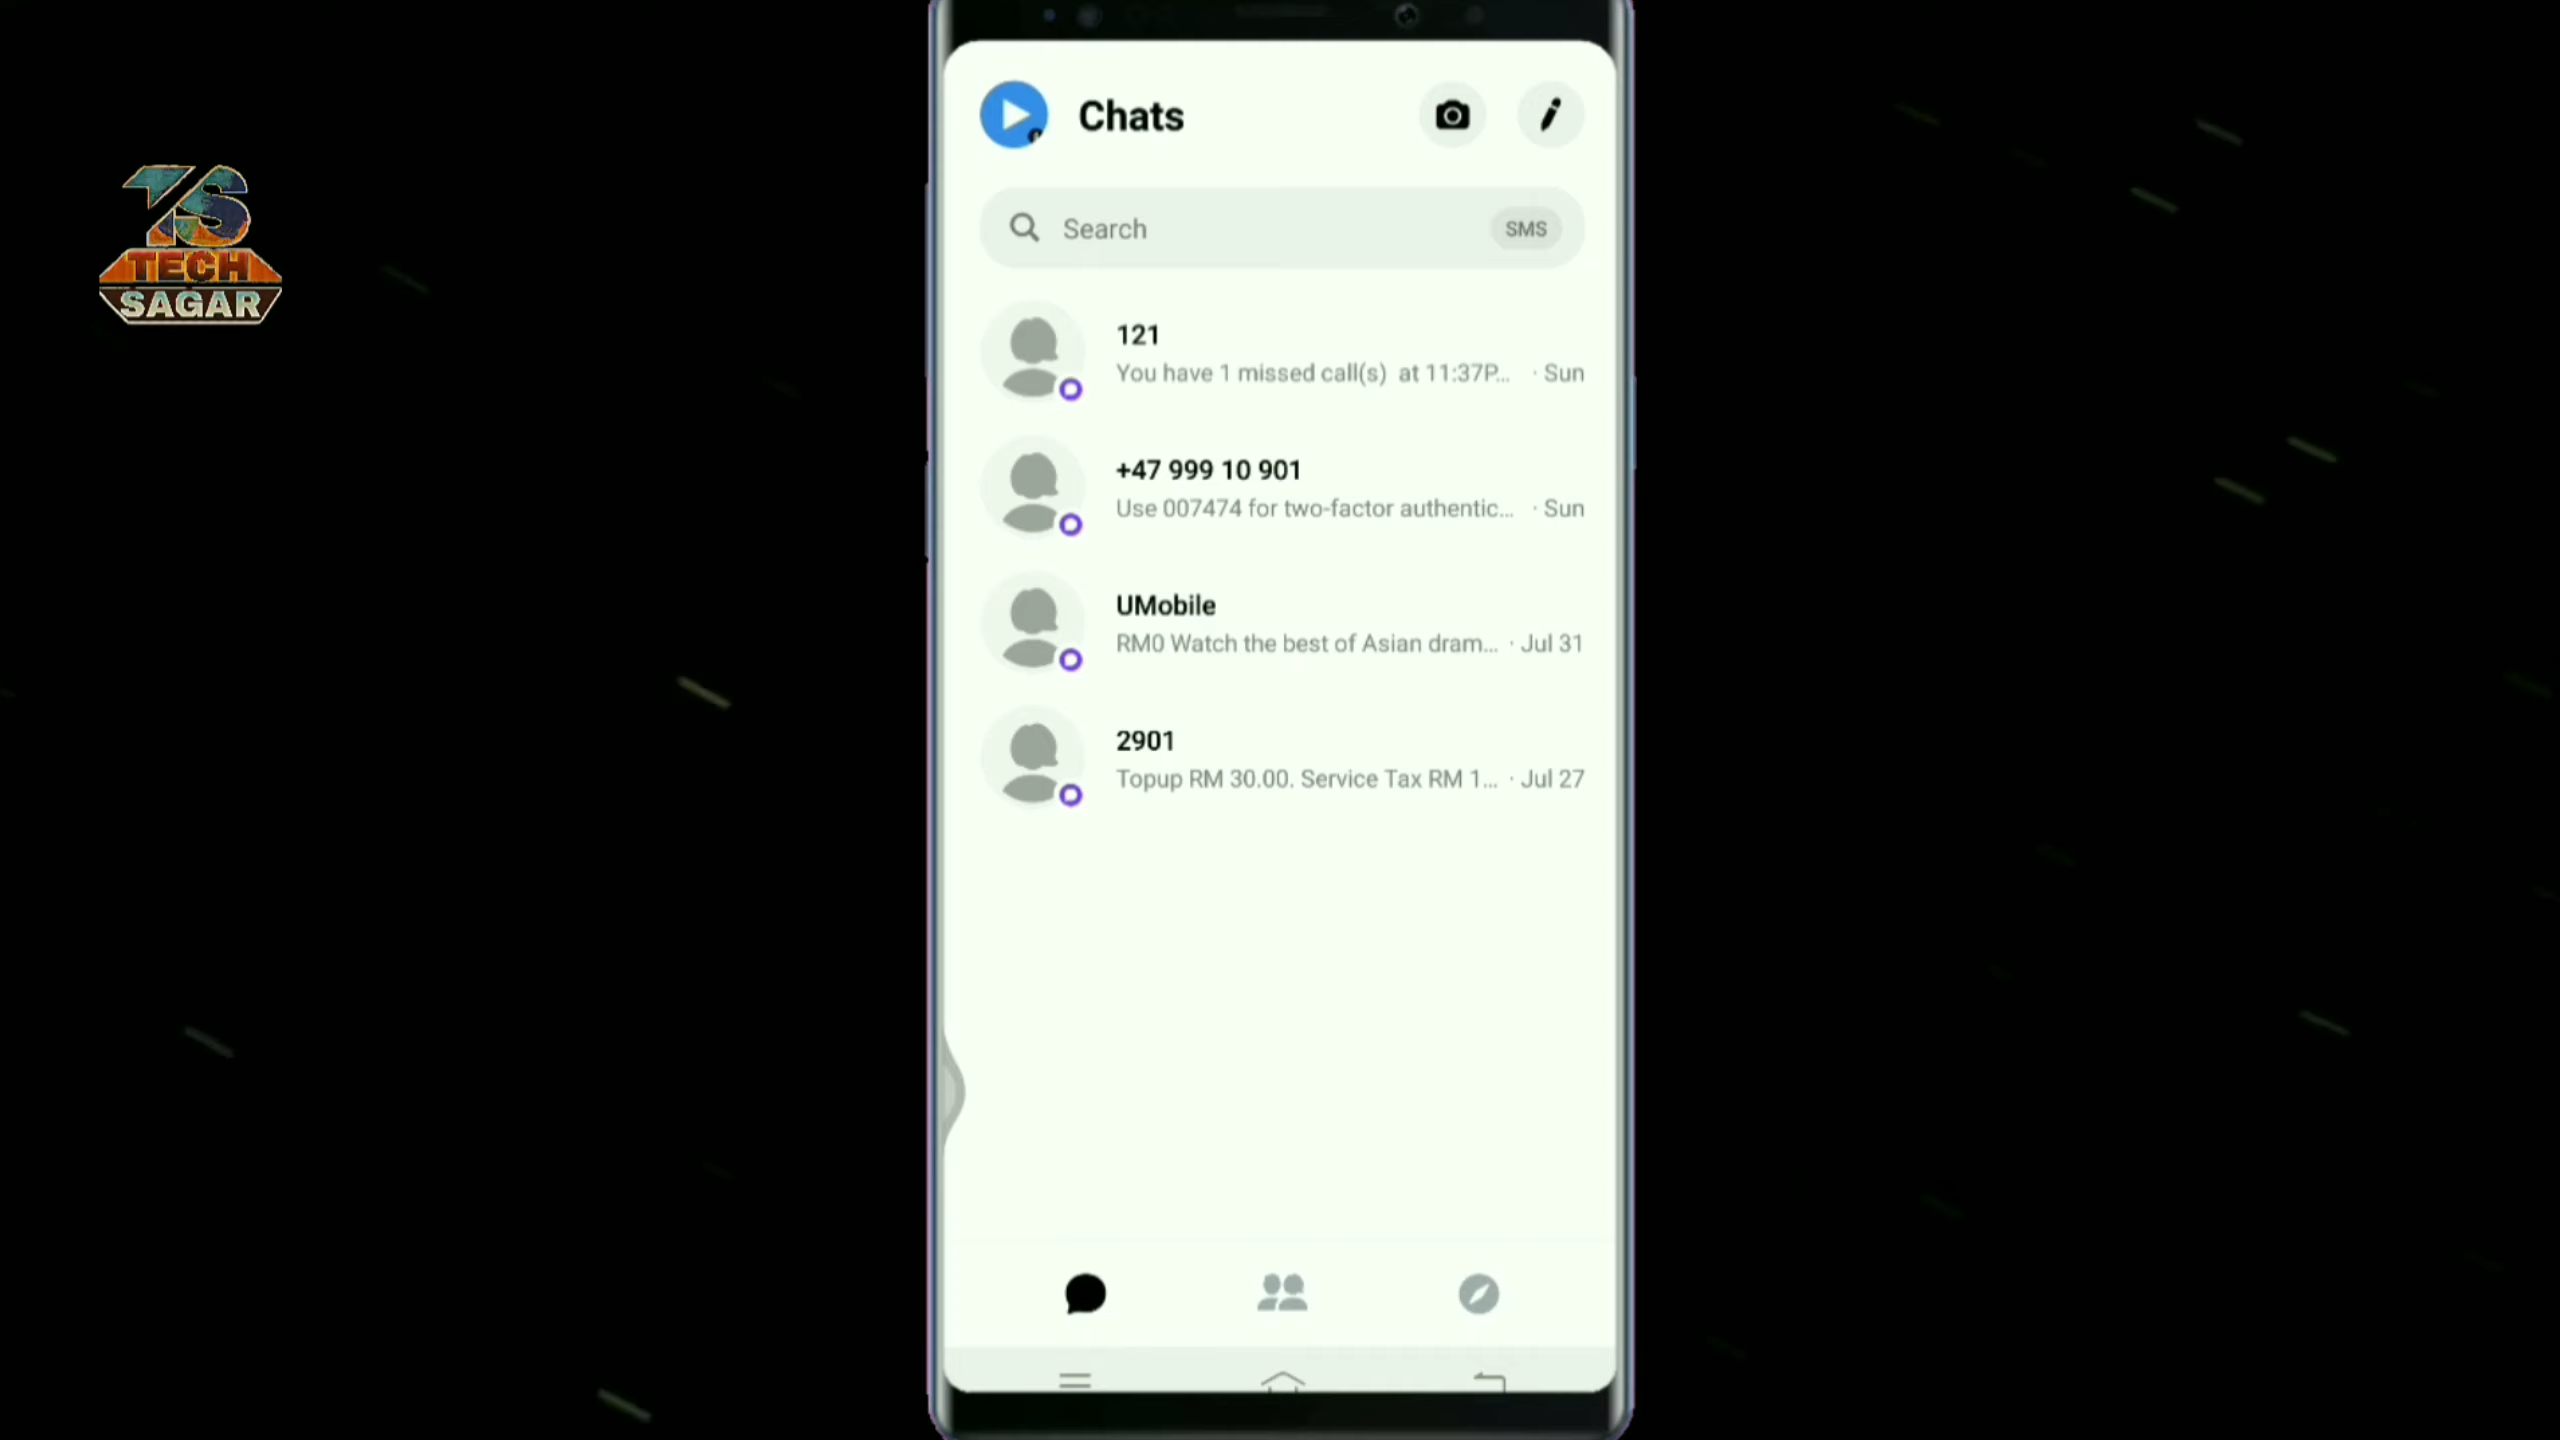 TS
TECH
SAGAR
Chats
Search
SMS
121
You have 1 missed call(s) at 11:37P... · Sun
+47 999 10 901
Use 007474 for two-factor authentic... · Sun
UMobile
RM0 Watch the best of Asian dram... · Jul 31
2901
Topup RM 30.00. Service Tax RM 1... · Jul 27